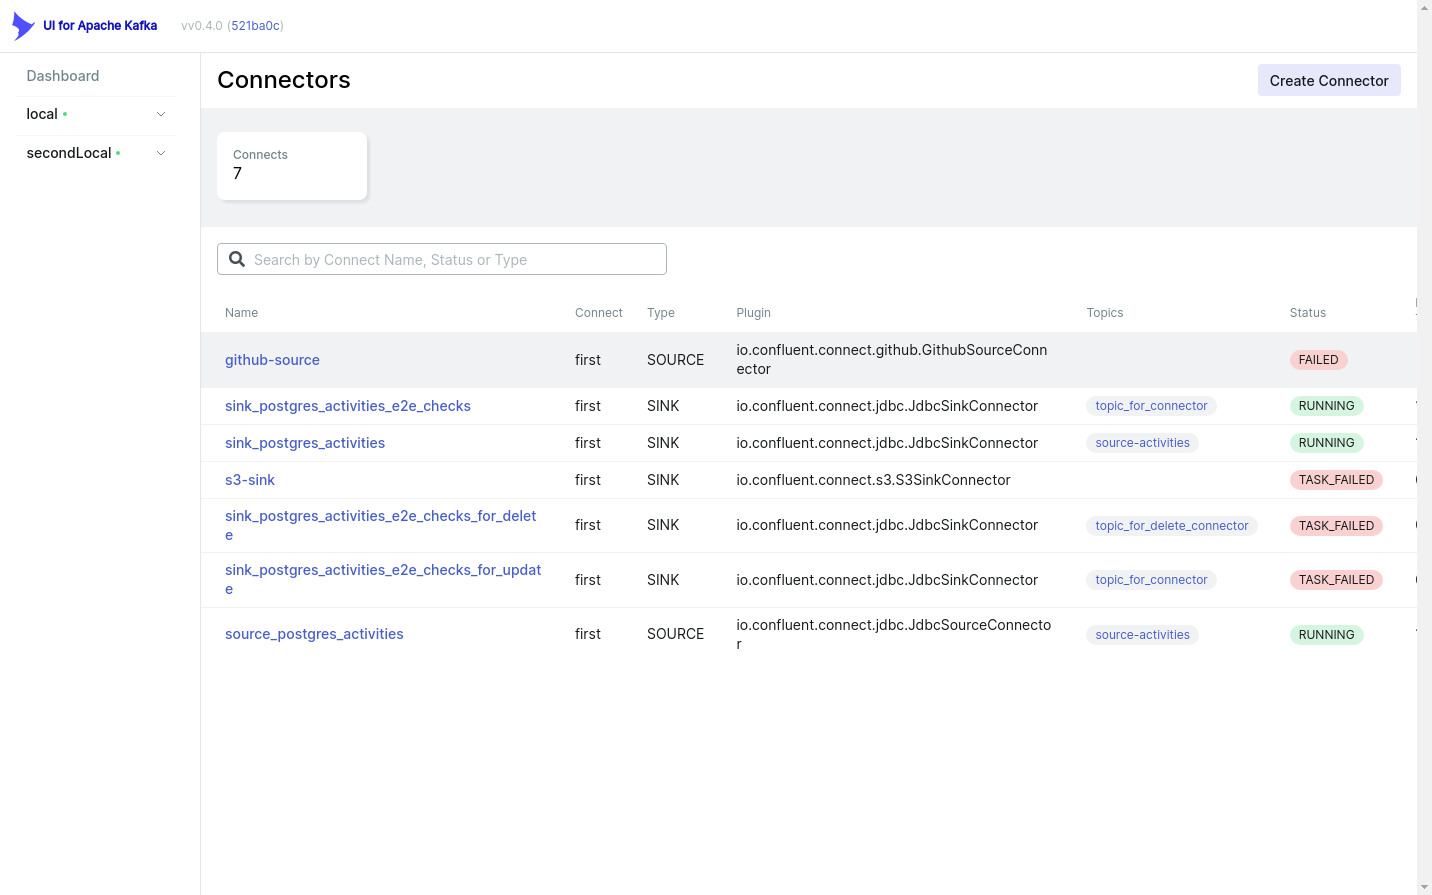 UI for Apache Kafka vv0.4.0 (521ba0c)
Dashboard
local
secondLocal
Connectors
Create Connector
Connects
7
Search by Connect Name, Status or Type
Name Connect Type Plugin Topics Status
github-source first SOURCE io.confluent.connect.github.GithubSourceConn
ector FAILED
sink_postgres_activities_e2e_checks first SINK io.confluent.connect.jdbc.JdbcSinkConnector topic_for_connector RUNNING
sink_postgres_activities first SINK io.confluent.connect.jdbc.JdbcSinkConnector source-activities RUNNING
s3-sink first SINK io.confluent.connect.s3.S3SinkConnector TASK_FAILED
sink_postgres_activities_e2e_checks_for_delet
e first SINK io.confluent.connect.jdbc.JdbcSinkConnector topic_for_delete_connector TASK_FAILED
sink_postgres_activities_e2e_checks_for_updat
e first SINK io.confluent.connect.jdbc.JdbcSinkConnector topic_for_connector TASK_FAILED
source_postgres_activities first SOURCE io.confluent.connect.jdbc.JdbcSourceConnecto
r source-activities RUNNING